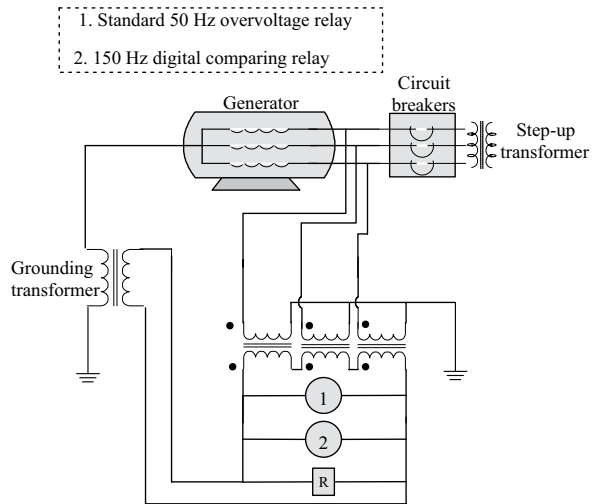 1. Standard 50 Hz overvoltage relay
2. 150 Hz digital comparing relay
Generator
Circuit
breakers
Step-up
transformer
Grounding
transformer
1
2
R